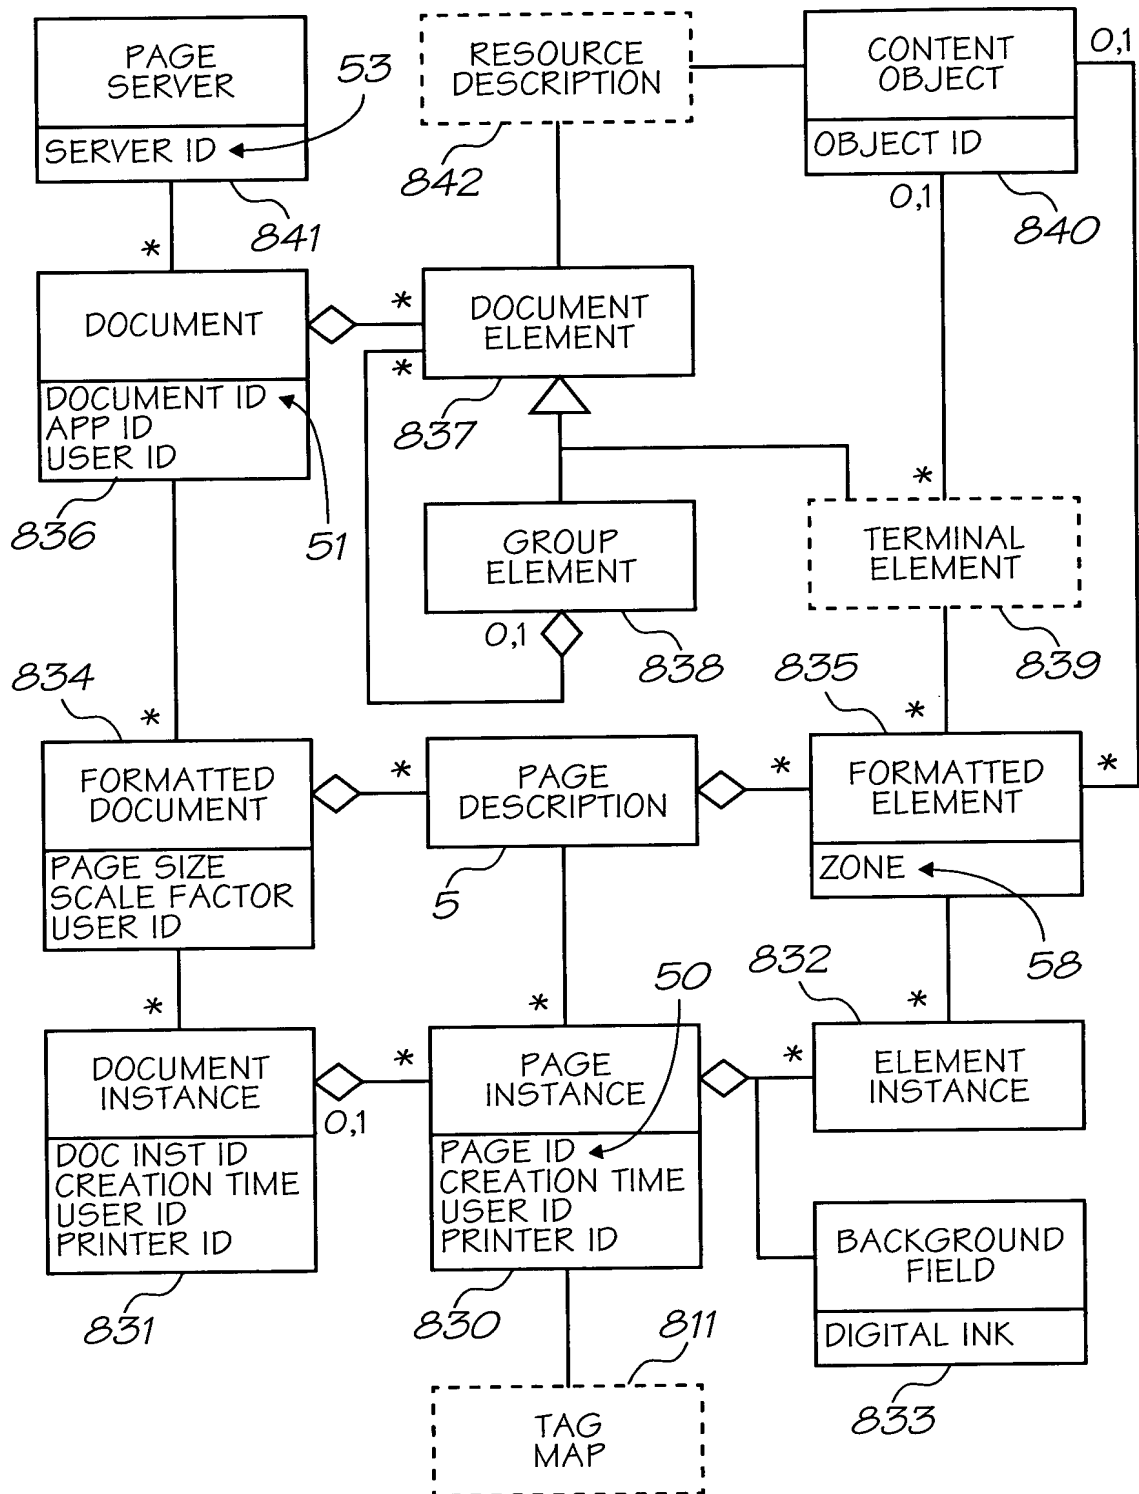 PAGE
SERVER
SERVER ID
53
841
RESOURCE
DESCRIPTION
842
CONTENT
OBJECT
OBJECT ID
0,1
0,1
840
*
DOCUMENT
DOCUMENT ID
APP ID
USER ID
836
51
*
*
DOCUMENT
ELEMENT
837
GROUP
ELEMENT
0,1
838
*
TERMINAL
ELEMENT
839
834
*
FORMATTED
DOCUMENT
PAGE SIZE
SCALE FACTOR
USER ID
*
PAGE
DESCRIPTION
5
835
*
*
*
FORMATTED
ELEMENT
ZONE
58
*
DOCUMENT
INSTANCE
0,1
DOC INST ID
CREATION TIME
USER ID
PRINTER ID
831
50
*
*
PAGE
INSTANCE
PAGE ID
CREATION TIME
USER ID
PRINTER ID
830
832
*
*
ELEMENT
INSTANCE
BACKGROUND
FIELD
DIGITAL INK
833
811
TAG
MAP